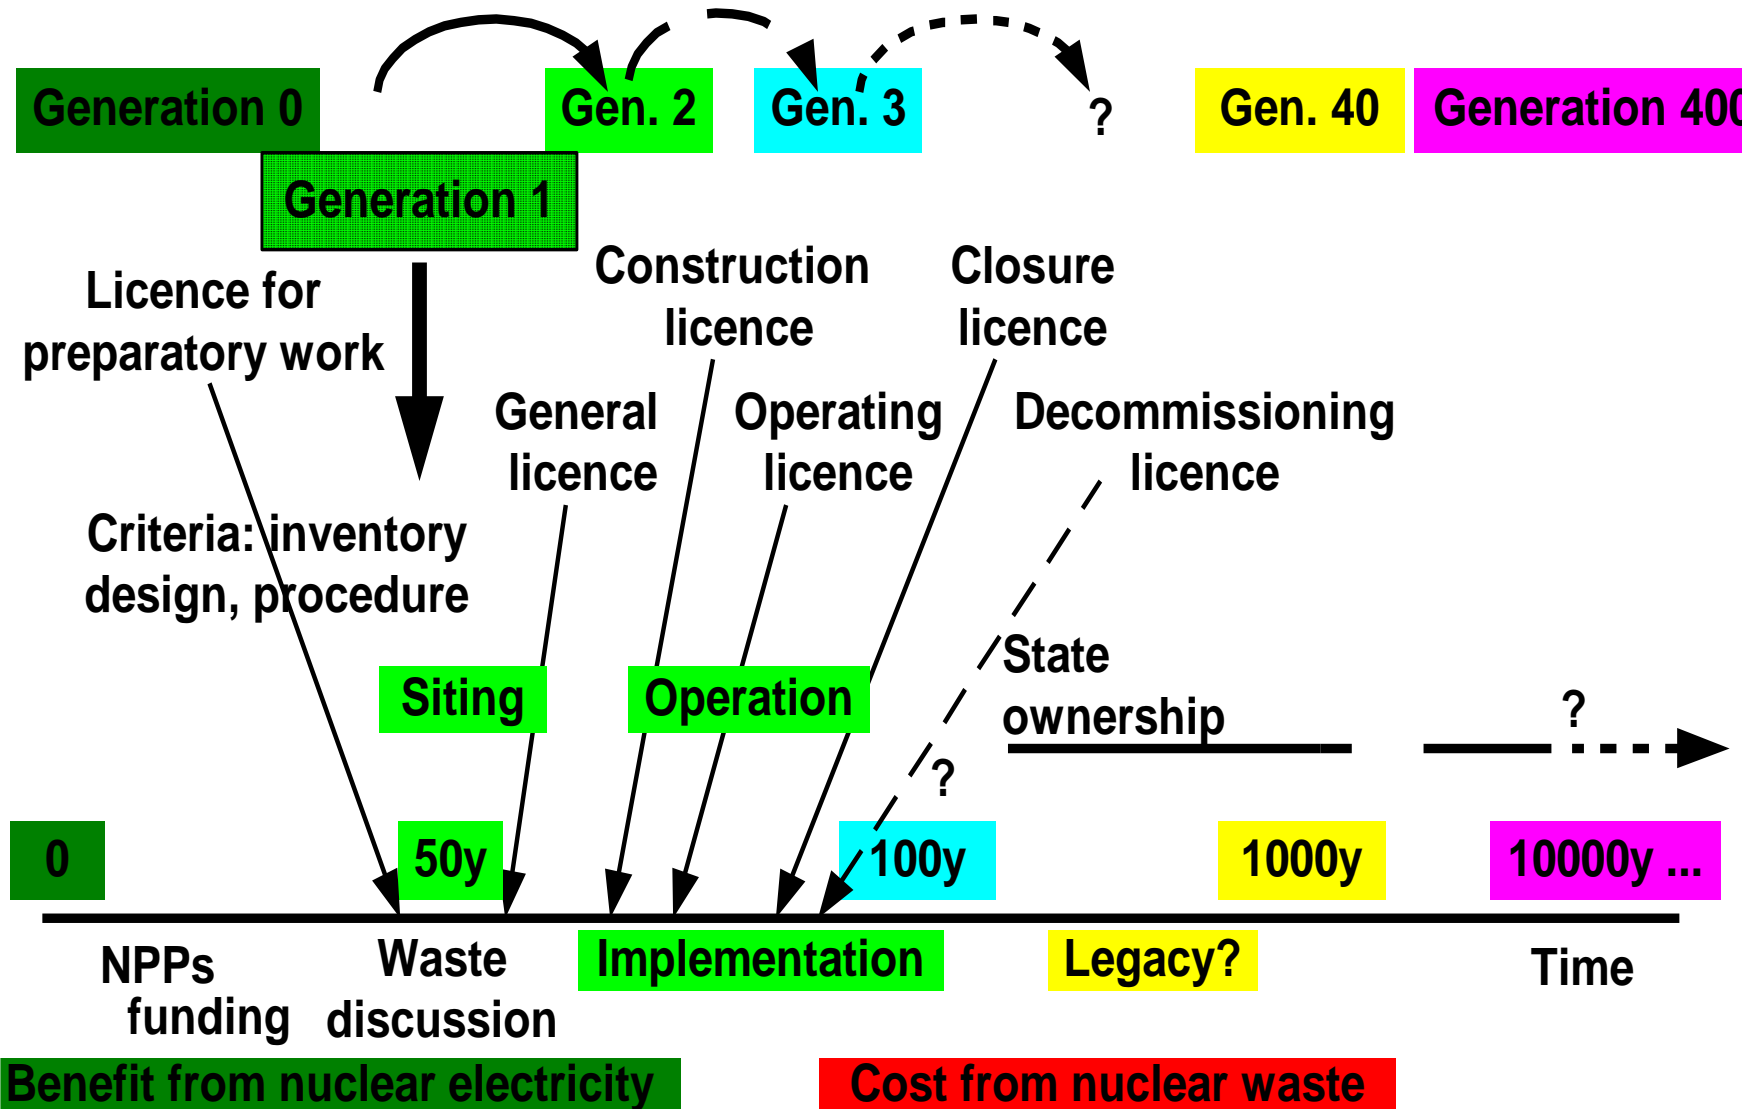 Generation 0
Gen. 2
Gen. 3
?
Gen. 40
Generation 400
Generation 1
Licence for
preparatory work
Construction
licence
Closure
licence
General
licence
Operating
licence
Decommissioning
licence
Criteria: inventory
design, procedure
Siting
Operation
State
ownership
?
?
0
50y
100y
1000y
10000y ...
NPPs
funding
Waste
discussion
Implementation
Legacy?
Time
Benefit from nuclear electricity
Cost from nuclear waste